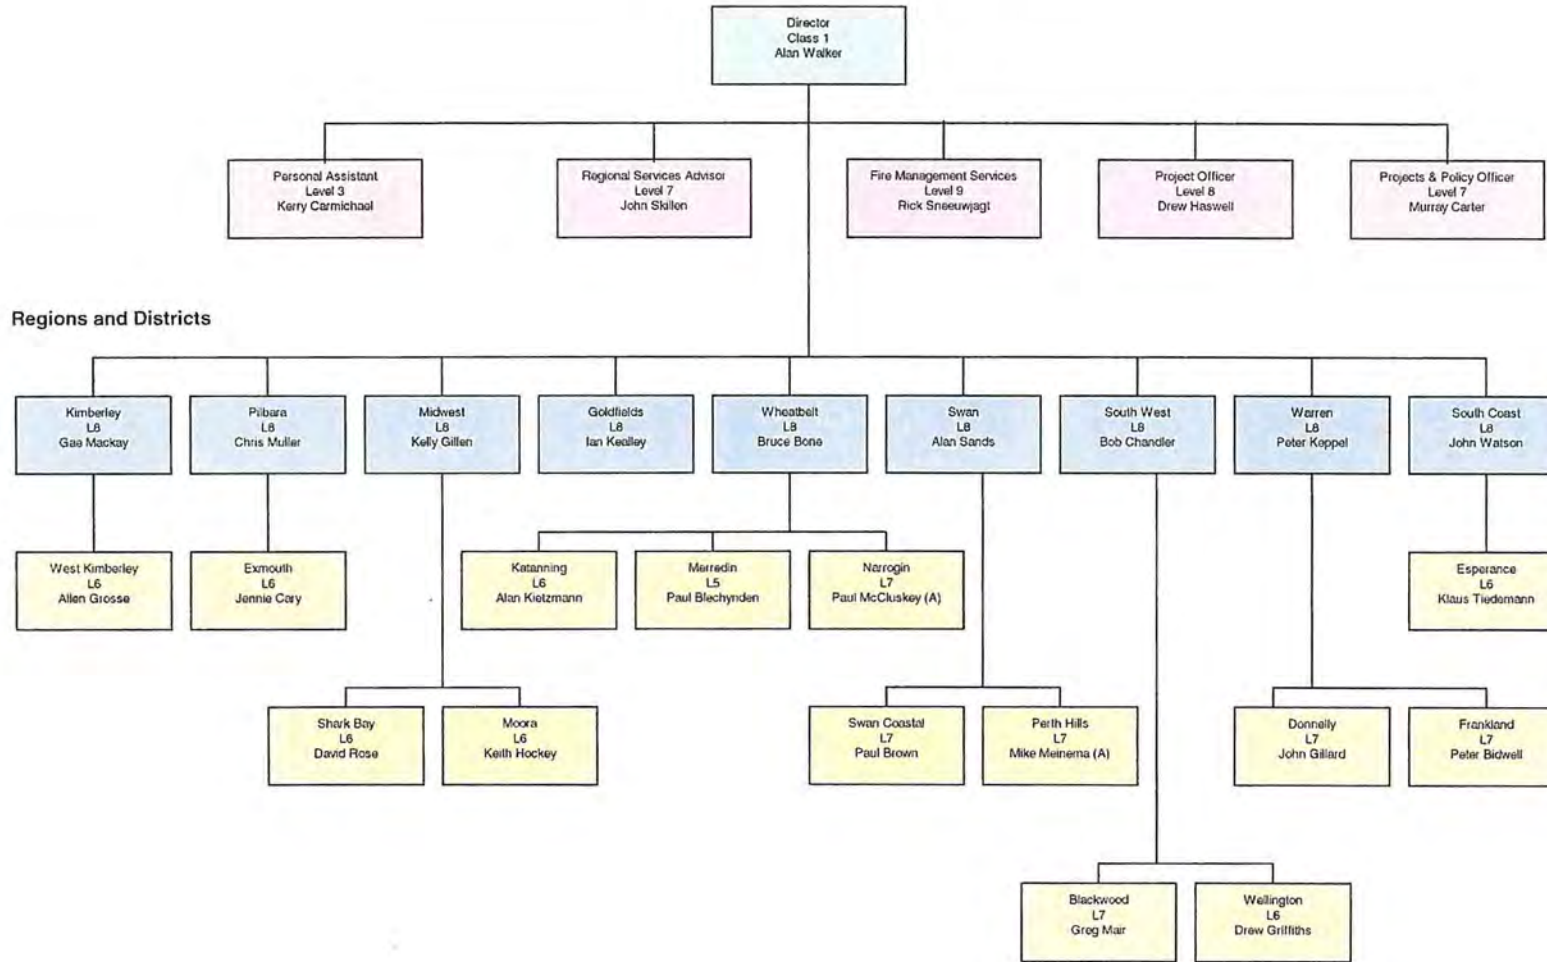 Director
Class 1
Alan Walker
Personal Assistant
Level 3
Kerry Carmichael
Regional Services Advisor
Level 7
John Skillen
Fire Management Services
Level 9
Rick Sneeuwjagt
Project Officer
Level 8
Drew Haswell
Projects & Policy Officer
Level 7
Murray Carter
Regions and Districts
Kimberley
L8
Gae Mackay
Pilbara
L8
Chris Muller
Midwest
L8
Kelly Gillen
Goldfields
L8
Ian Kealley
Wheatbelt
L8
Bruce Bone
Swan
L8
Alan Sands
South West
L8
Bob Chandler
Warren
L8
Peter Keppel
South Coast
L8
John Watson
West Kimberley
L6
Allen Grosse
Exmouth
L6
Jennie Cary
Katanning
L6
Alan Kietzmann
Merredin
L5
Paul Blechynden
Narrogin
L7
Paul McCluskey (A)
Esperance
L6
Klaus Tiedemann
Shark Bay
L6
David Rose
Moora
L6
Keith Hockey
Swan Coastal
L7
Paul Brown
Perth Hills
L7
Mike Meinema (A)
Donnelly
L7
John Gillard
Frankland
L7
Peter Bidwell
Blackwood
L7
Greg Mair
Wellington
L6
Drew Griffiths